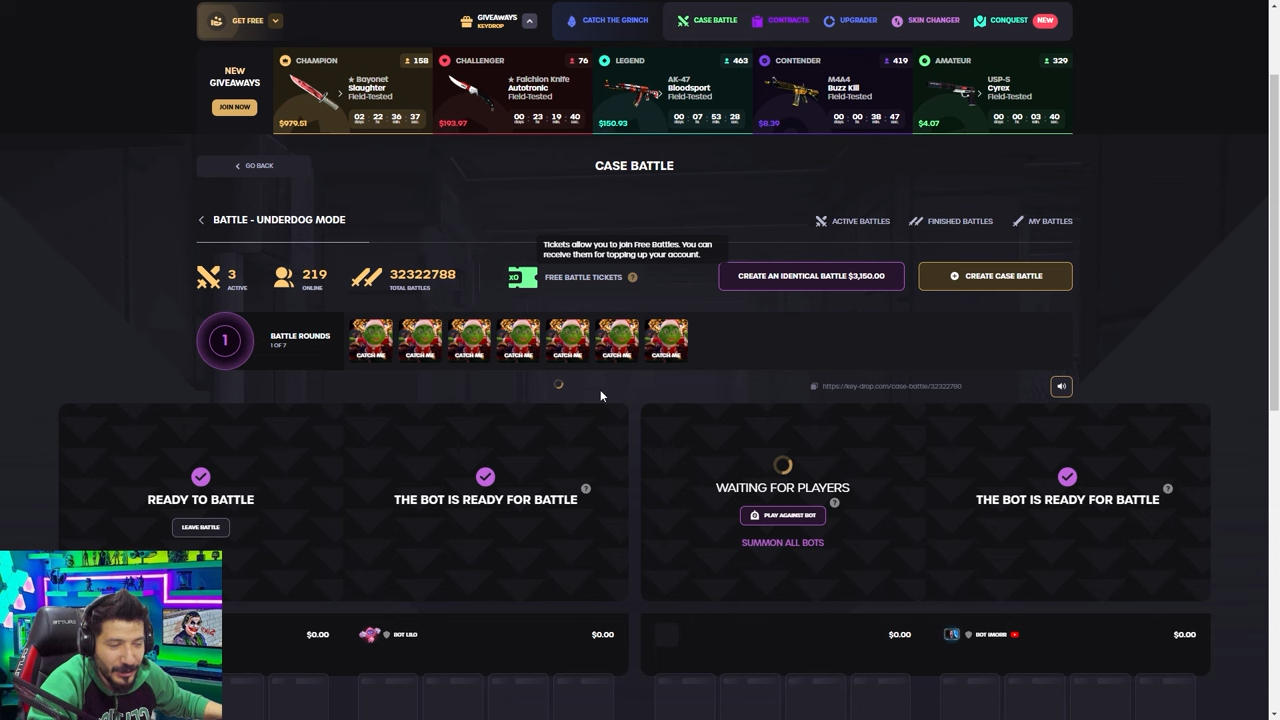 GET FREE
GIVEAWAYS
KEYDROP
CATCH THE GRINCH
CASE BATTLE
CONTRACTS
UPGRADER
SKIN CHANGER
CONQUEST
NEW
NEW
GIVEAWAYS
JOIN NOW
CHAMPION
158
★ Bayonet
Slaughter
Field-Tested
$979.51
02 : 22 : 36 : 37
CHALLENGER
76
★ Falchion Knife
Autotronic
Field-Tested
$193.97
00 : 23 : 19 : 40
LEGEND
463
AK-47
Bloodsport
Field-Tested
$150.93
00 : 07 : 53 : 28
CONTENDER
419
M4A4
Buzz Kill
Field-Tested
$8.39
00 : 00 : 38 : 47
AMATEUR
329
USP-S
Cyrex
Field-Tested
$4.07
00 : 00 : 03 : 40
GO BACK
CASE BATTLE
BATTLE - UNDERDOG MODE
ACTIVE BATTLES
FINISHED BATTLES
MY BATTLES
Tickets allow you to join Free Battles. You can
receive them for topping up your account.
3
ACTIVE
219
ONLINE
32322788
TOTAL BATTLES
x0
FREE BATTLE TICKETS ?
CREATE AN IDENTICAL BATTLE $3,150.00
CREATE CASE BATTLE
1
BATTLE ROUNDS
1 OF 7
CATCH ME
CATCH ME
CATCH ME
CATCH ME
CATCH ME
CATCH ME
CATCH ME
https://key-drop.com/case-battle/32322780
READY TO BATTLE
LEAVE BATTLE
THE BOT IS READY FOR BATTLE ?
WAITING FOR PLAYERS
PLAY AGAINST BOT ?
SUMMON ALL BOTS
THE BOT IS READY FOR BATTLE ?
$0.00
BOT LILO
$0.00
$0.00
BOT IMORR
$0.00